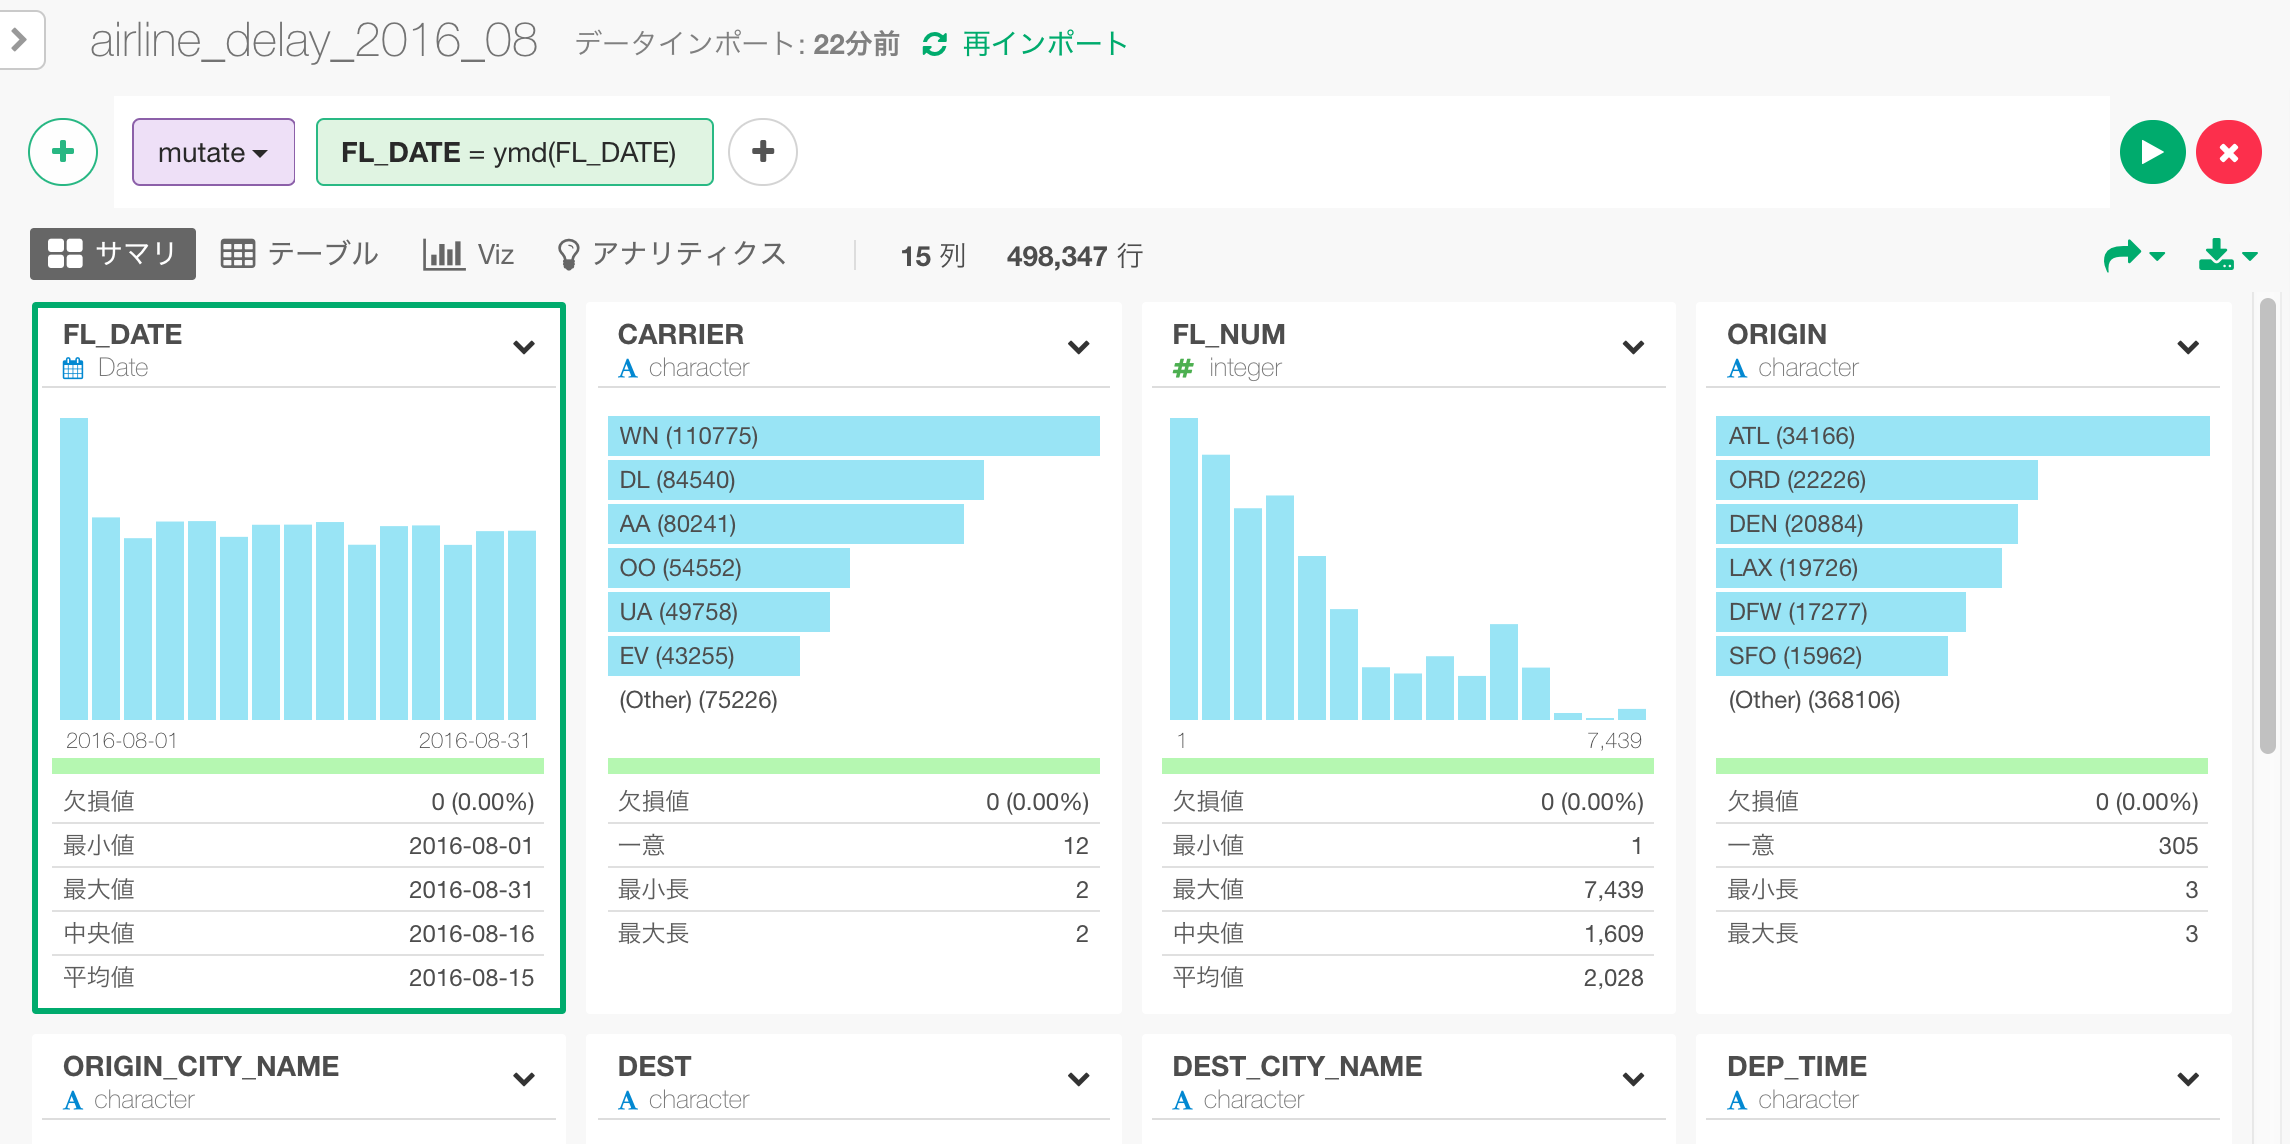 airline_delay_2016_08 データインポート: 22分前 再インポート
mutate FL_DATE = ymd(FL_DATE)
サマリ テーブル Viz アナリティクス 15 列 498,347 行
FL_DATE
Date
2016-08-01 2016-08-31
欠損値 0 (0.00%)
最小値 2016-08-01
最大値 2016-08-31
中央値 2016-08-16
平均値 2016-08-15
CARRIER
A character
WN (110775)
DL (84540)
AA (80241)
OO (54552)
UA (49758)
EV (43255)
(Other) (75226)
欠損値 0 (0.00%)
一意 12
最小長 2
最大長 2
FL_NUM
# integer
1 7,439
欠損値 0 (0.00%)
最小値 1
最大値 7,439
中央値 1,609
平均値 2,028
ORIGIN
A character
ATL (34166)
ORD (22226)
DEN (20884)
LAX (19726)
DFW (17277)
SFO (15962)
(Other) (368106)
欠損値 0 (0.00%)
一意 305
最小長 3
最大長 3
ORIGIN_CITY_NAME
A character
DEST
A character
DEST_CITY_NAME
A character
DEP_TIME
A character